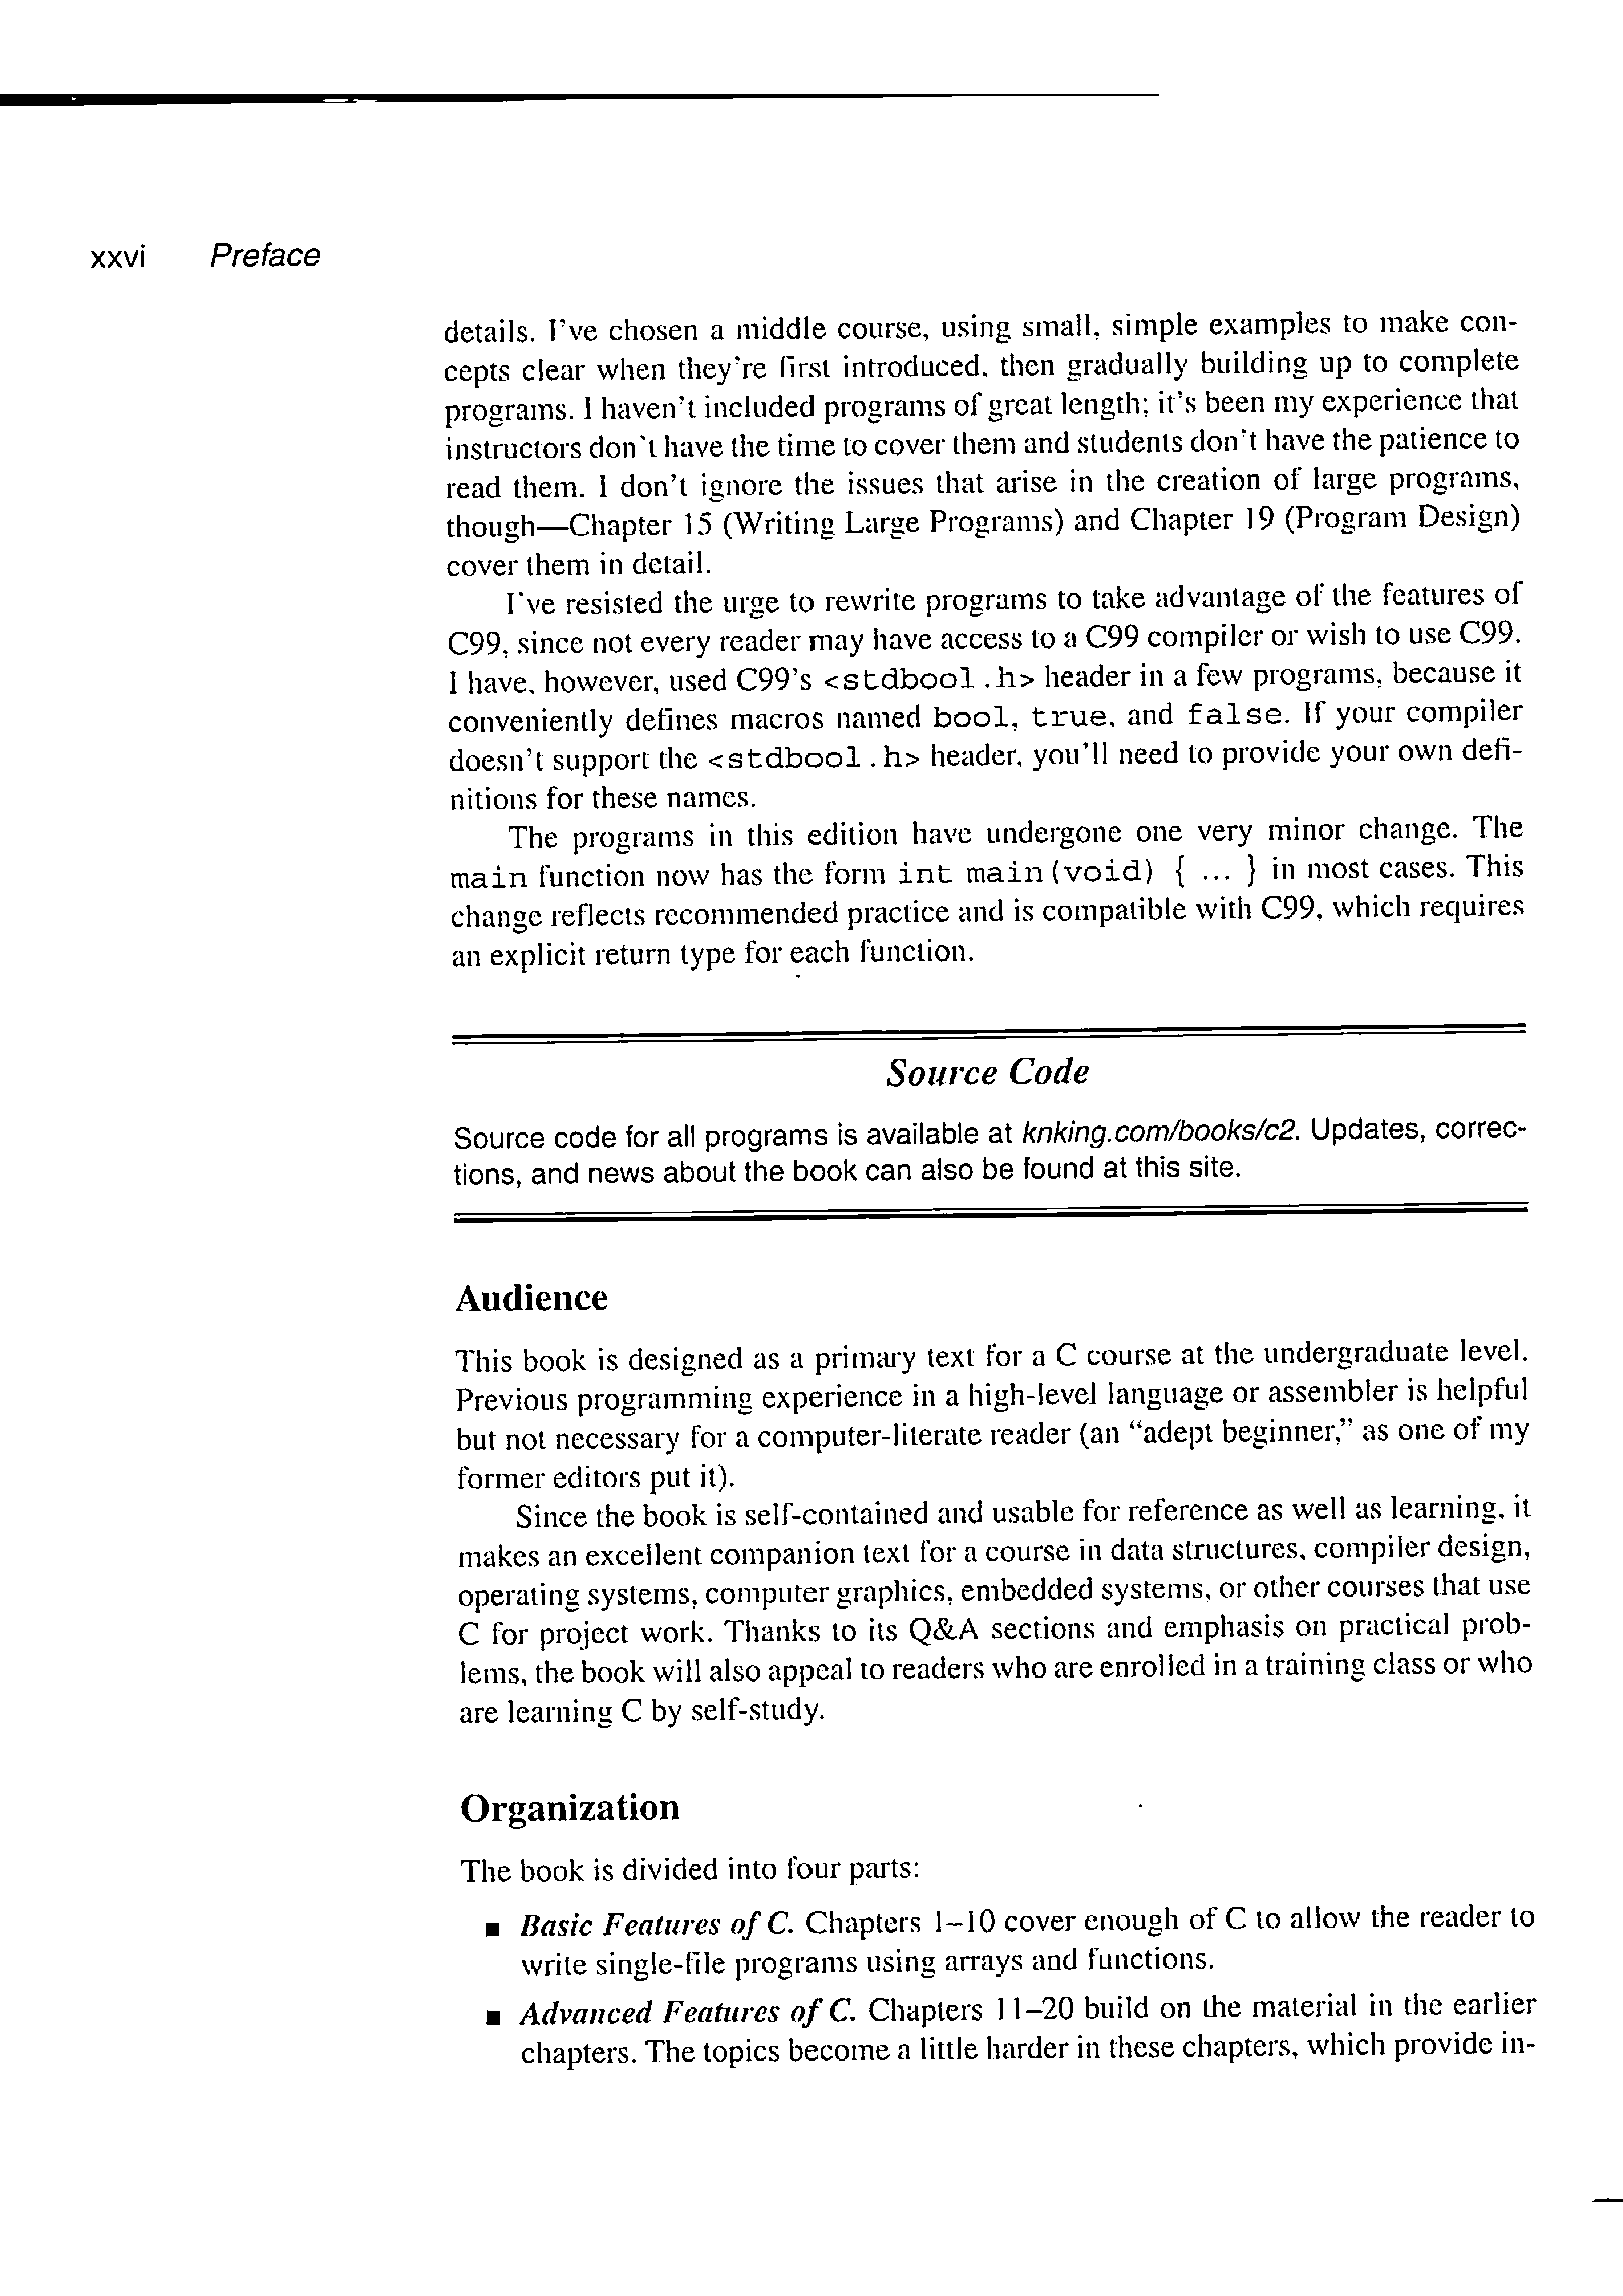 xxvi Preface
details. I've chosen a middle course, using small, simple examples to make con-
cepts clear when they're first introduced, then gradually building up to complete
programs. I haven't included programs of great length; it's been my experience that
instructors don't have the time to cover them and students don't have the patience to
read them. I don't ignore the issues that arise in the creation of large programs,
though—Chapter 15 (Writing Large Programs) and Chapter 19 (Program Design)
cover them in detail.
I've resisted the urge to rewrite programs to take advantage of the features of
C99, since not every reader may have access to a C99 compiler or wish to use C99.
I have, however, used C99's <stdbool.h> header in a few programs, because it
conveniently defines macros named bool, true, and false. If your compiler
doesn't support the <stdbool.h> header, you'll need to provide your own defi-
nitions for these names.
The programs in this edition have undergone one very minor change. The
main function now has the form int main(void) { ... } in most cases. This
change reflects recommended practice and is compatible with C99, which requires
an explicit return type for each function.
Source Code
Source code for all programs is available at knking.com/books/c2. Updates, correc-
tions, and news about the book can also be found at this site.
Audience
This book is designed as a primary text for a C course at the undergraduate level.
Previous programming experience in a high-level language or assembler is helpful
but not necessary for a computer-literate reader (an “adept beginner,” as one of my
former editors put it).
Since the book is self-contained and usable for reference as well as learning, it
makes an excellent companion text for a course in data structures, compiler design,
operating systems, computer graphics, embedded systems, or other courses that use
C for project work. Thanks to its Q&A sections and emphasis on practical prob-
lems, the book will also appeal to readers who are enrolled in a training class or who
are learning C by self-study.
Organization
The book is divided into four parts:
■ Basic Features of C. Chapters 1–10 cover enough of C to allow the reader to
write single-file programs using arrays and functions.
■ Advanced Features of C. Chapters 11–20 build on the material in the earlier
chapters. The topics become a little harder in these chapters, which provide in-